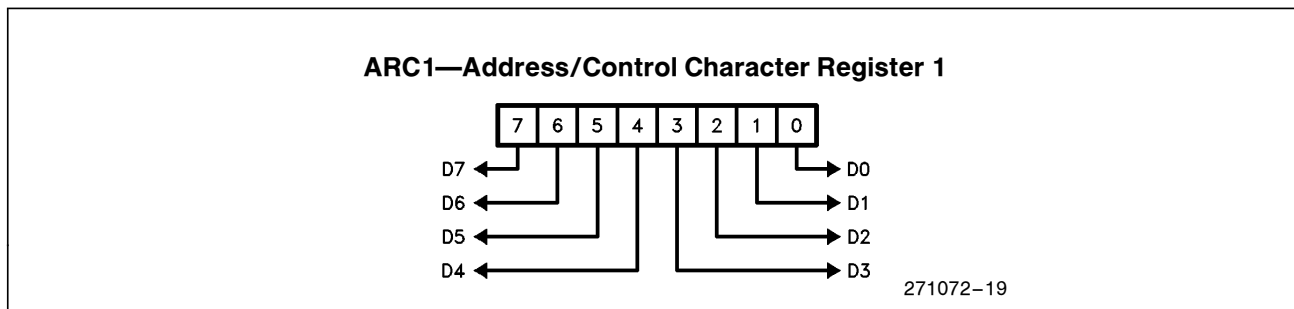 ARC1—Address/Control Character Register 1
7 6 5 4 3 2 1 0
D7 D0
D6 D1
D5 D2
D4 D3
271072–19